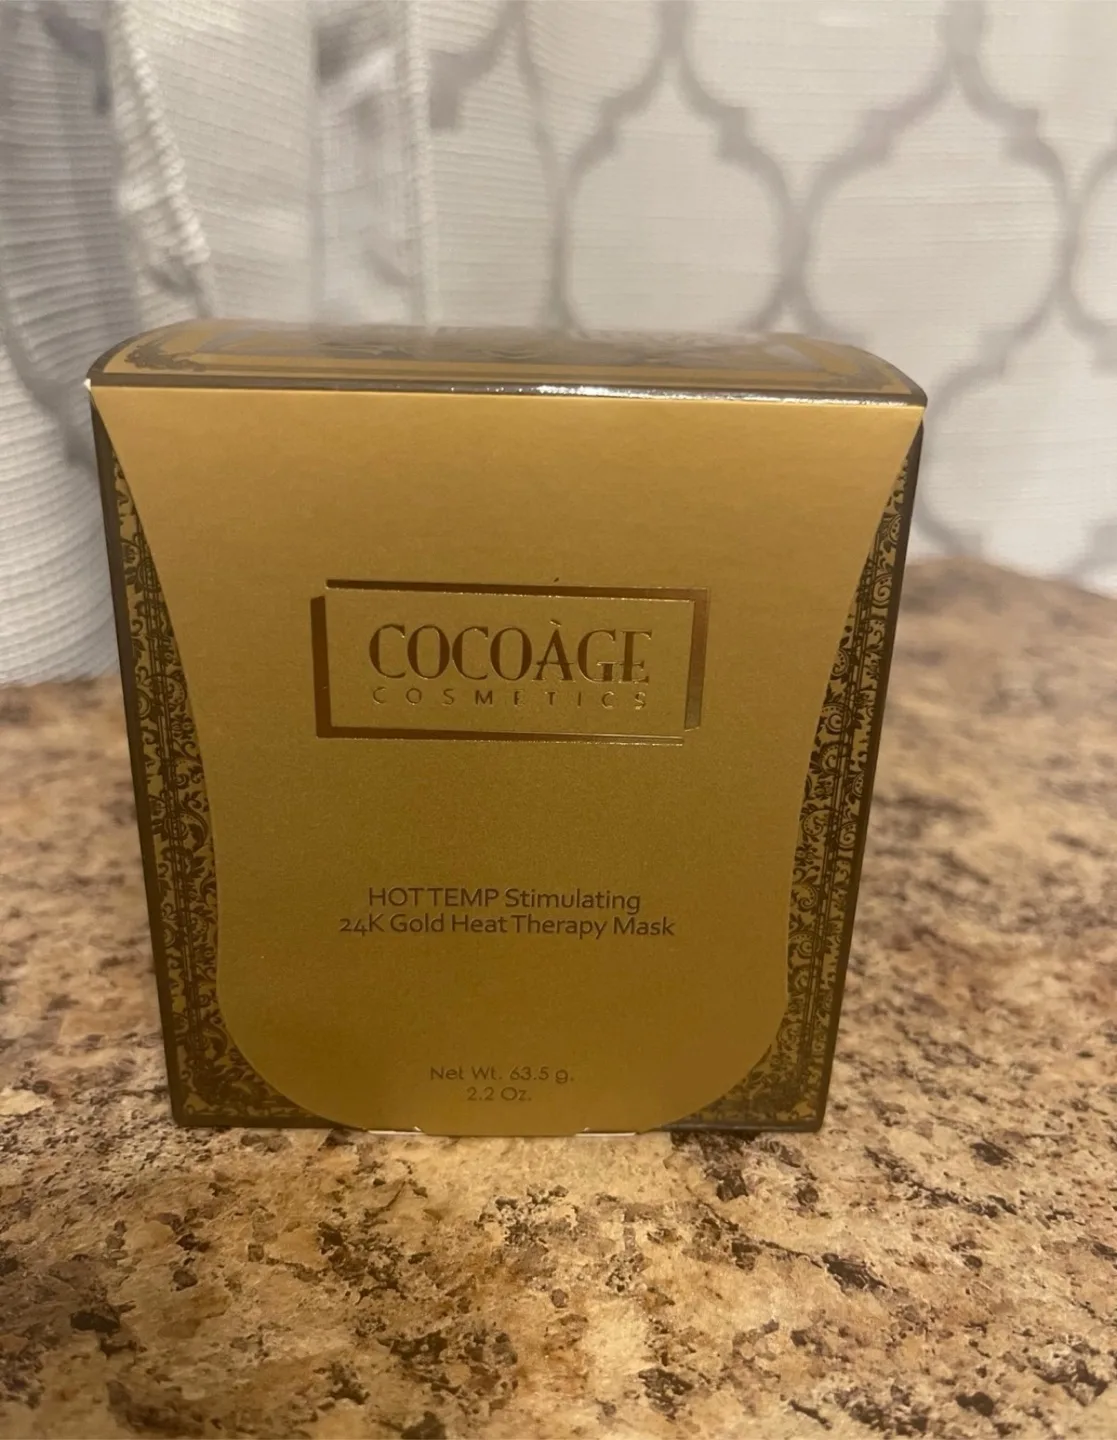 COCOÀGE
COSMETICS
HOT TEMP Stimulating
24K Gold Heat Therapy Mask
Net Wt. 63.5 g.
2.2 Oz.